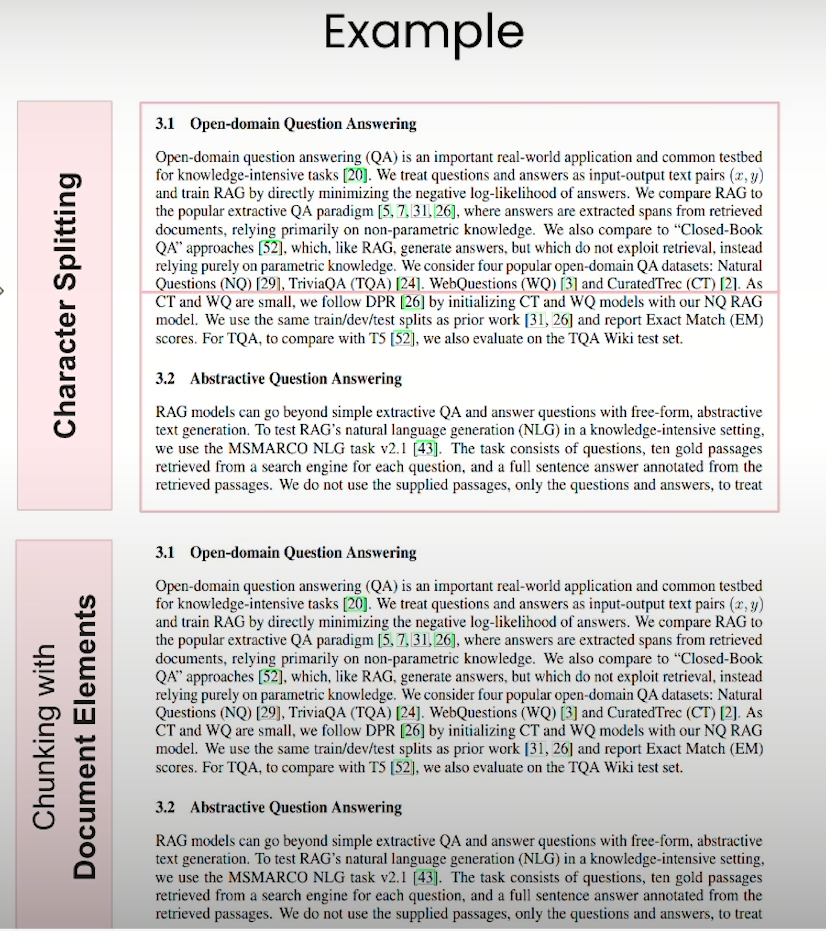 Example
Character Splitting
3.1 Open-domain Question Answering
Open-domain question answering (QA) is an important real-world application and common testbed
for knowledge-intensive tasks [20]. We treat questions and answers as input-output text pairs (x, y)
and train RAG by directly minimizing the negative log-likelihood of answers. We compare RAG to
the popular extractive QA paradigm [5, 7, 31, 26], where answers are extracted spans from retrieved
documents, relying primarily on non-parametric knowledge. We also compare to “Closed-Book
QA” approaches [52], which, like RAG, generate answers, but which do not exploit retrieval, instead
relying purely on parametric knowledge. We consider four popular open-domain QA datasets: Natural
Questions (NQ) [29], TriviaQA (TQA) [24]. WebQuestions (WQ) [3] and CuratedTrec (CT) [2]. As
CT and WQ are small, we follow DPR [26] by initializing CT and WQ models with our NQ RAG
model. We use the same train/dev/test splits as prior work [31, 26] and report Exact Match (EM)
scores. For TQA, to compare with T5 [52], we also evaluate on the TQA Wiki test set.
3.2 Abstractive Question Answering
RAG models can go beyond simple extractive QA and answer questions with free-form, abstractive
text generation. To test RAG’s natural language generation (NLG) in a knowledge-intensive setting,
we use the MSMARCO NLG task v2.1 [43]. The task consists of questions, ten gold passages
retrieved from a search engine for each question, and a full sentence answer annotated from the
retrieved passages. We do not use the supplied passages, only the questions and answers, to treat
Chunking with
Document Elements
3.1 Open-domain Question Answering
Open-domain question answering (QA) is an important real-world application and common testbed
for knowledge-intensive tasks [20]. We treat questions and answers as input-output text pairs (x, y)
and train RAG by directly minimizing the negative log-likelihood of answers. We compare RAG to
the popular extractive QA paradigm [5, 7, 31, 26], where answers are extracted spans from retrieved
documents, relying primarily on non-parametric knowledge. We also compare to “Closed-Book
QA” approaches [52], which, like RAG, generate answers, but which do not exploit retrieval, instead
relying purely on parametric knowledge. We consider four popular open-domain QA datasets: Natural
Questions (NQ) [29], TriviaQA (TQA) [24]. WebQuestions (WQ) [3] and CuratedTrec (CT) [2]. As
CT and WQ are small, we follow DPR [26] by initializing CT and WQ models with our NQ RAG
model. We use the same train/dev/test splits as prior work [31, 26] and report Exact Match (EM)
scores. For TQA, to compare with T5 [52], we also evaluate on the TQA Wiki test set.
3.2 Abstractive Question Answering
RAG models can go beyond simple extractive QA and answer questions with free-form, abstractive
text generation. To test RAG’s natural language generation (NLG) in a knowledge-intensive setting,
we use the MSMARCO NLG task v2.1 [43]. The task consists of questions, ten gold passages
retrieved from a search engine for each question, and a full sentence answer annotated from the
retrieved passages. We do not use the supplied passages, only the questions and answers, to treat